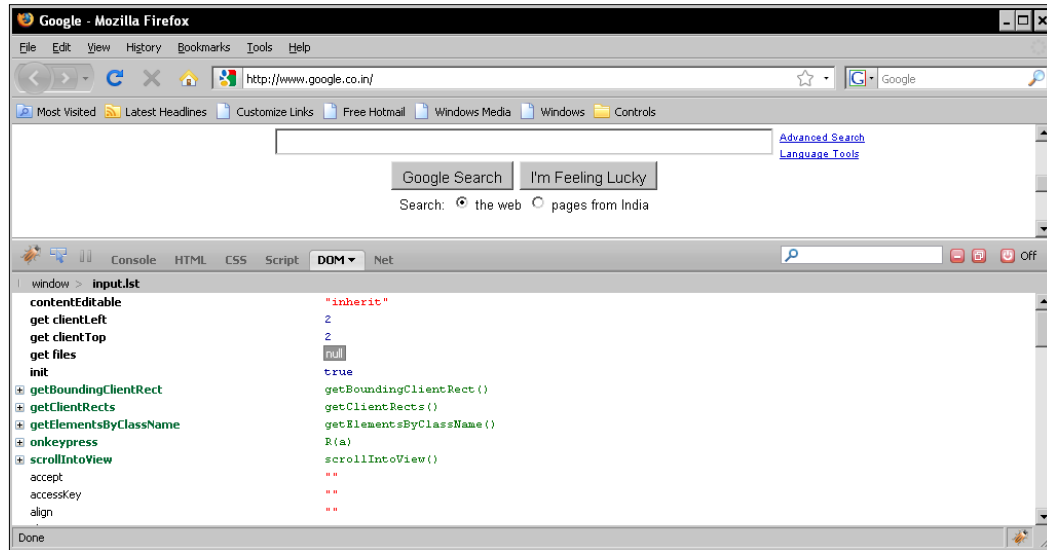 Google - Mozilla Firefox
File Edit View History Bookmarks Tools Help
http://www.google.co.in/ G Google
Most Visited Latest Headlines Customize Links Free Hotmail Windows Media Windows Controls
Advanced Search
Language Tools
Google Search I'm Feeling Lucky
Search: the web pages from India
Console HTML CSS Script DOM Net Off
window > input.lst
contentEditable "inherit"
get clientLeft 2
get clientTop 2
get files null
init true
getBoundingClientRect getBoundingClientRect()
getClientRects getClientRects()
getElementsByClassName getElementsByClassName()
onkeypress R(a)
scrollIntoView scrollIntoView()
accept ""
accessKey ""
align ""
Done